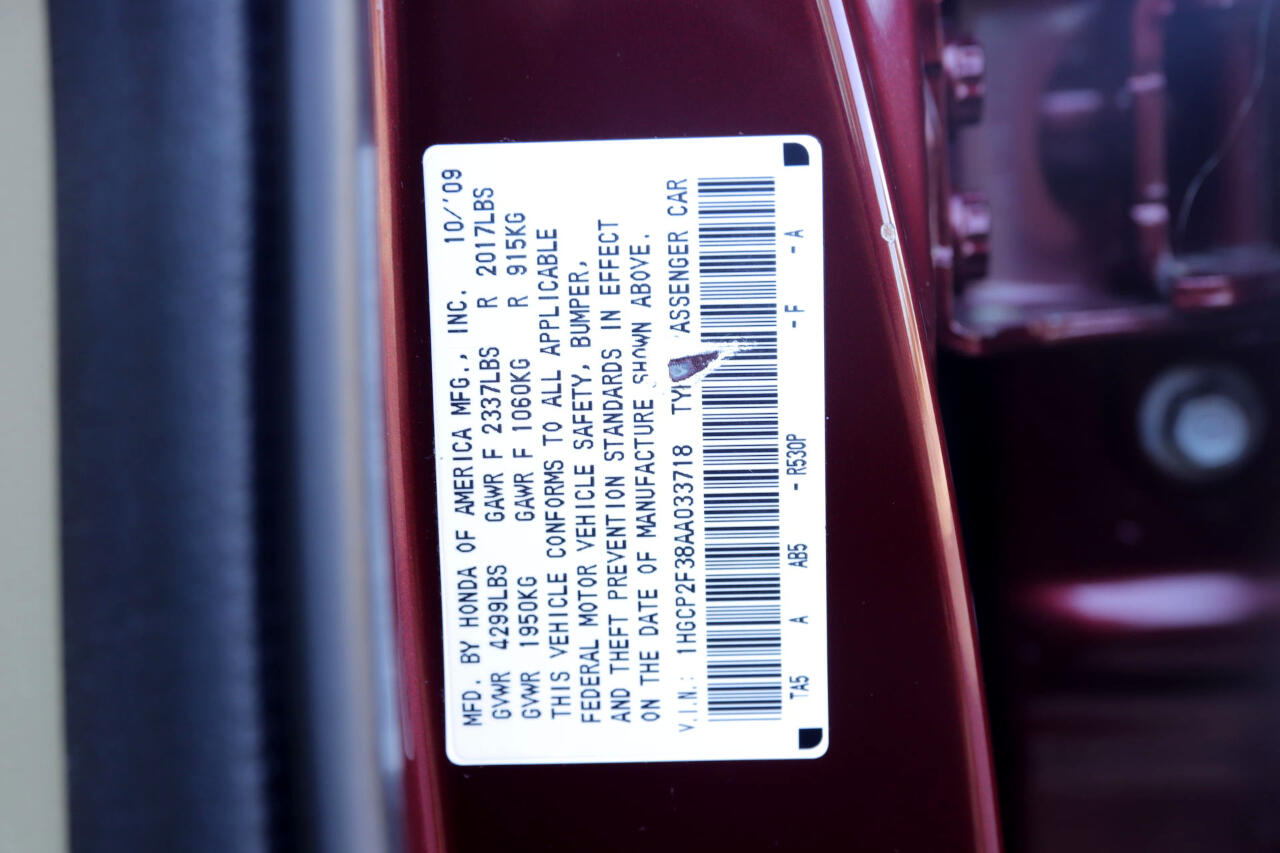 MFD. BY HONDA OF AMERICA MFG., INC. 10/'09
GVWR 4299LBS GAWR F 2337LBS R 2017LBS
GVWR 1950KG GAWR F 1060KG R 915KG
THIS VEHICLE CONFORMS TO ALL APPLICABLE
FEDERAL MOTOR VEHICLE SAFETY, BUMPER,
AND THEFT PREVENTION STANDARDS IN EFFECT
ON THE DATE OF MANUFACTURE SHOWN ABOVE.
V.I.N.: 1HGCP2F38AA033718 CAR
TA5 A AB5 - R530P - F - A